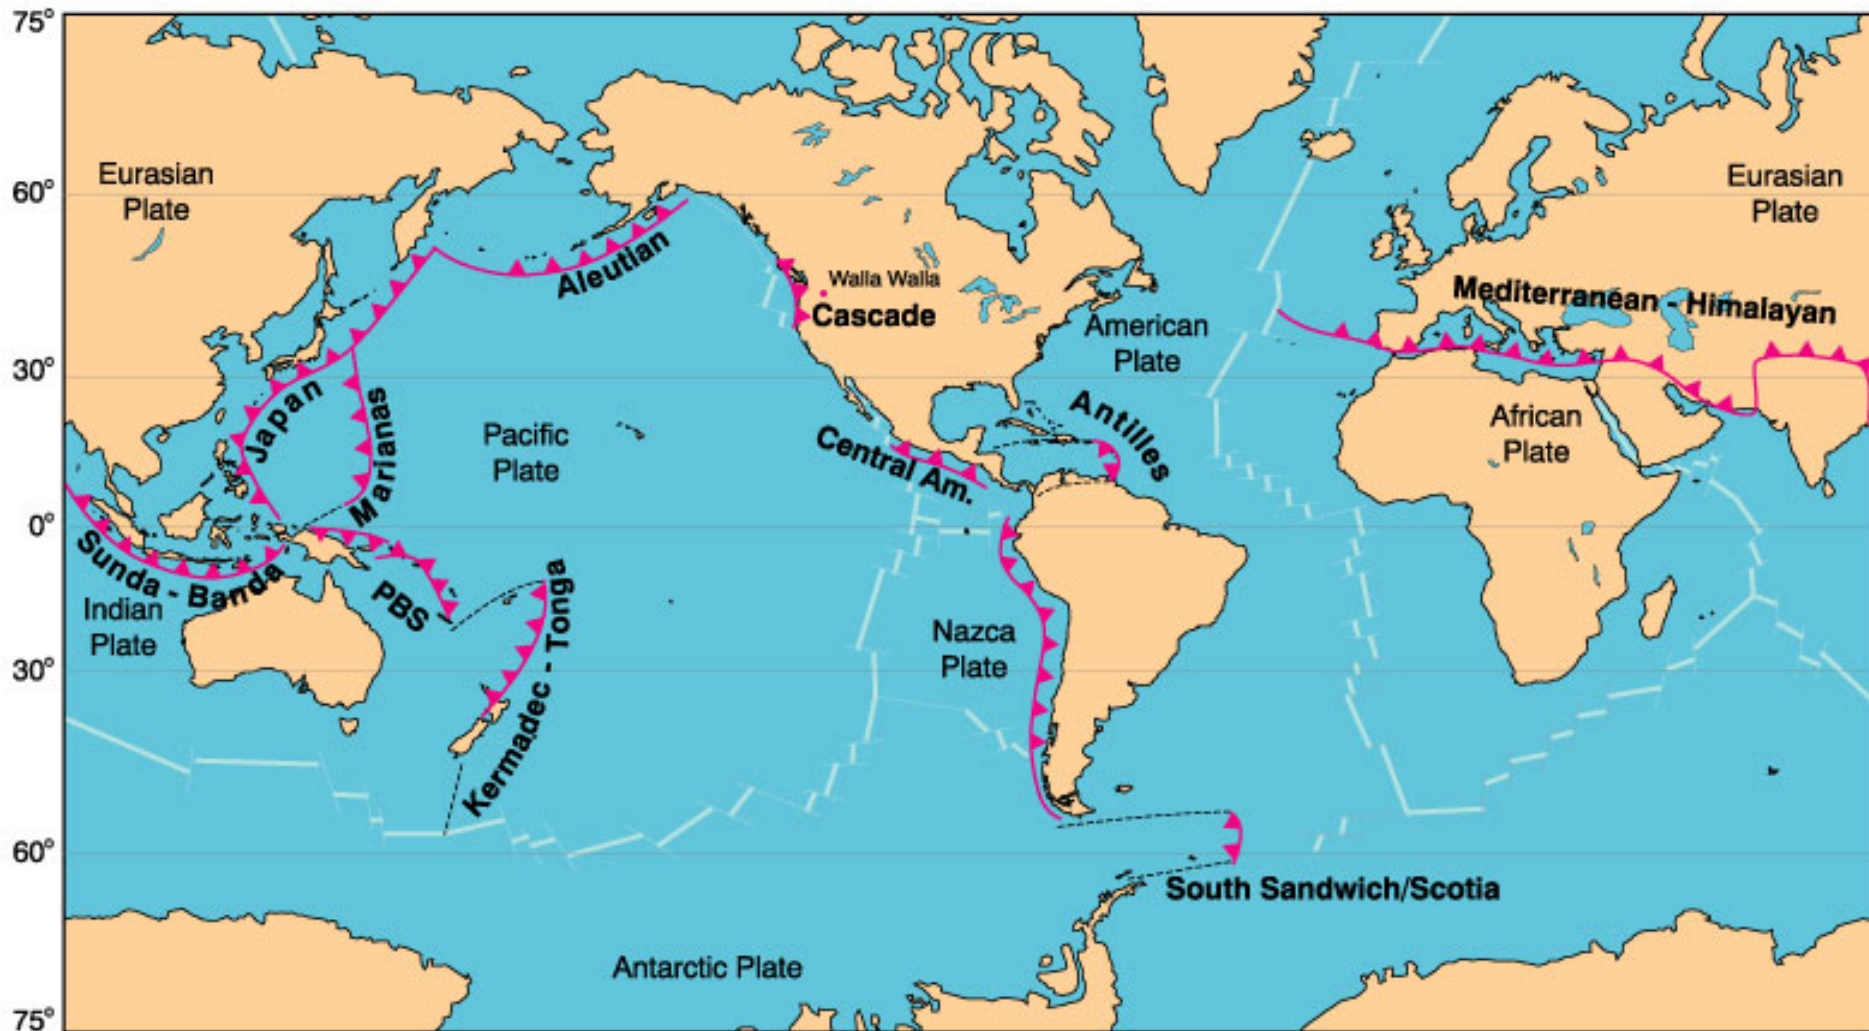 75°
60°
30°
0°
30°
60°
75°
Eurasian
Plate
Aleutian
Walla Walla
Cascade
American
Plate
Eurasian
Plate
Mediterranean - Himalayan
Japan
Marianas
Pacific
Plate
Central Am.
Antilles
African
Plate
Sunda - Banda
Indian
Plate
PBS
Kermadec - Tonga
Nazca
Plate
South Sandwich/Scotia
Antarctic Plate